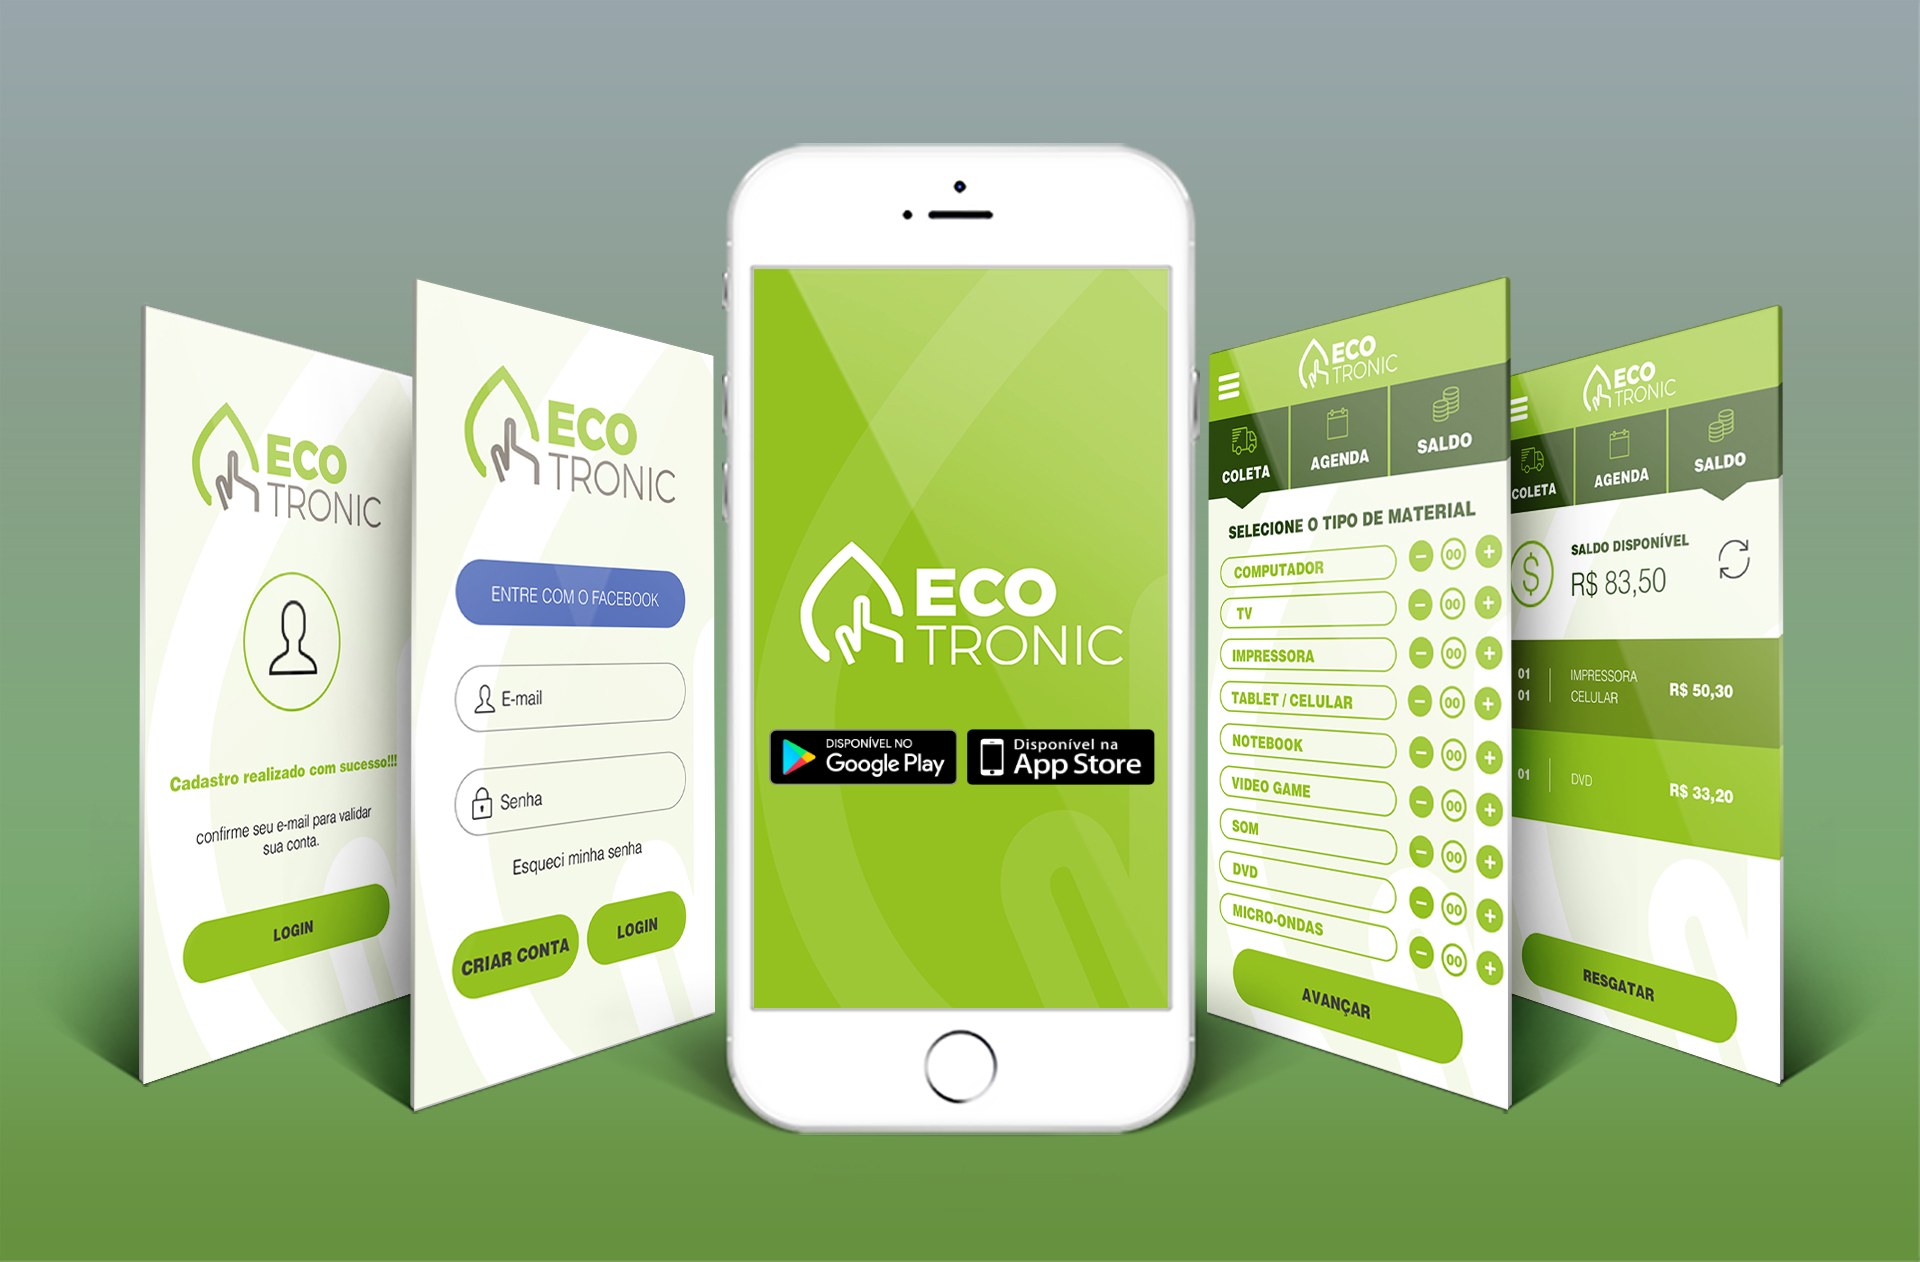 ECO
TRONIC
Cadastro realizado com sucesso!!!
confirme seu e-mail para validar
sua conta.
LOGIN
ECO
TRONIC
ENTRE COM O FACEBOOK
E-mail
Senha
Esqueci minha senha
CRIAR CONTA
LOGIN
ECO
TRONIC
DISPONÍVEL NO
Google Play
Disponível na
App Store
ECO
TRONIC
COLETA
AGENDA
SALDO
SELECIONE O TIPO DE MATERIAL
COMPUTADOR - 00 +
TV - 00 +
IMPRESSORA - 00 +
TABLET / CELULAR - 00 +
NOTEBOOK - 00 +
VIDEO GAME - 00 +
SOM - 00 +
DVD - 00 +
MICRO-ONDAS - 00 +
AVANÇAR
ECO
TRONIC
COLETA
AGENDA
SALDO
SALDO DISPONÍVEL
$ R$ 83,50
01 IMPRESSORA
01 CELULAR
R$ 50,30
01 DVD R$ 33,20
RESGATAR